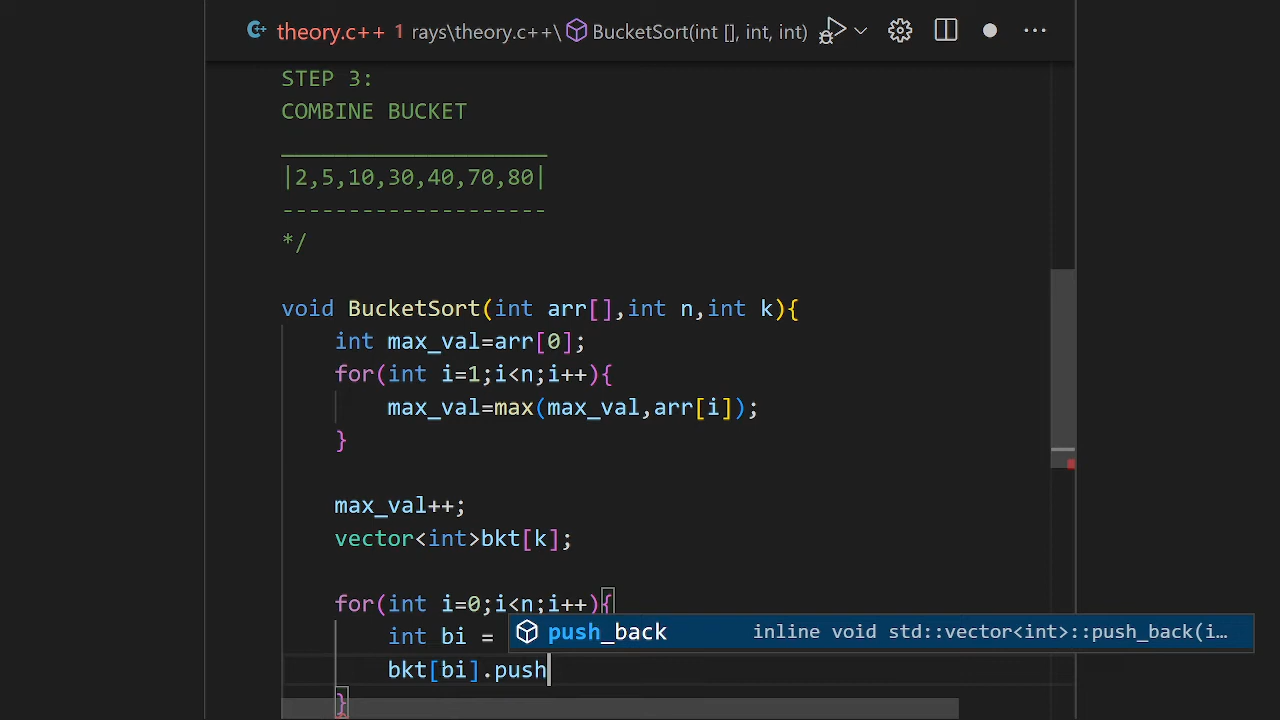 theory.c++ 1 rays\theory.c++\ BucketSort(int [], int, int) ...
STEP 3:
COMBINE BUCKET
____________________
|2,5,10,30,40,70,80|
--------------------
*/
void BucketSort(int arr[],int n,int k){
int max_val=arr[0];
for(int i=1;i<n;i++){
max_val=max(max_val,arr[i]);
}
max_val++;
vector<int>bkt[k];
for(int i=0;i<n;i++){
int bi =
push_back inline void std::vector<int>::push_back(i...
bkt[bi].push
}